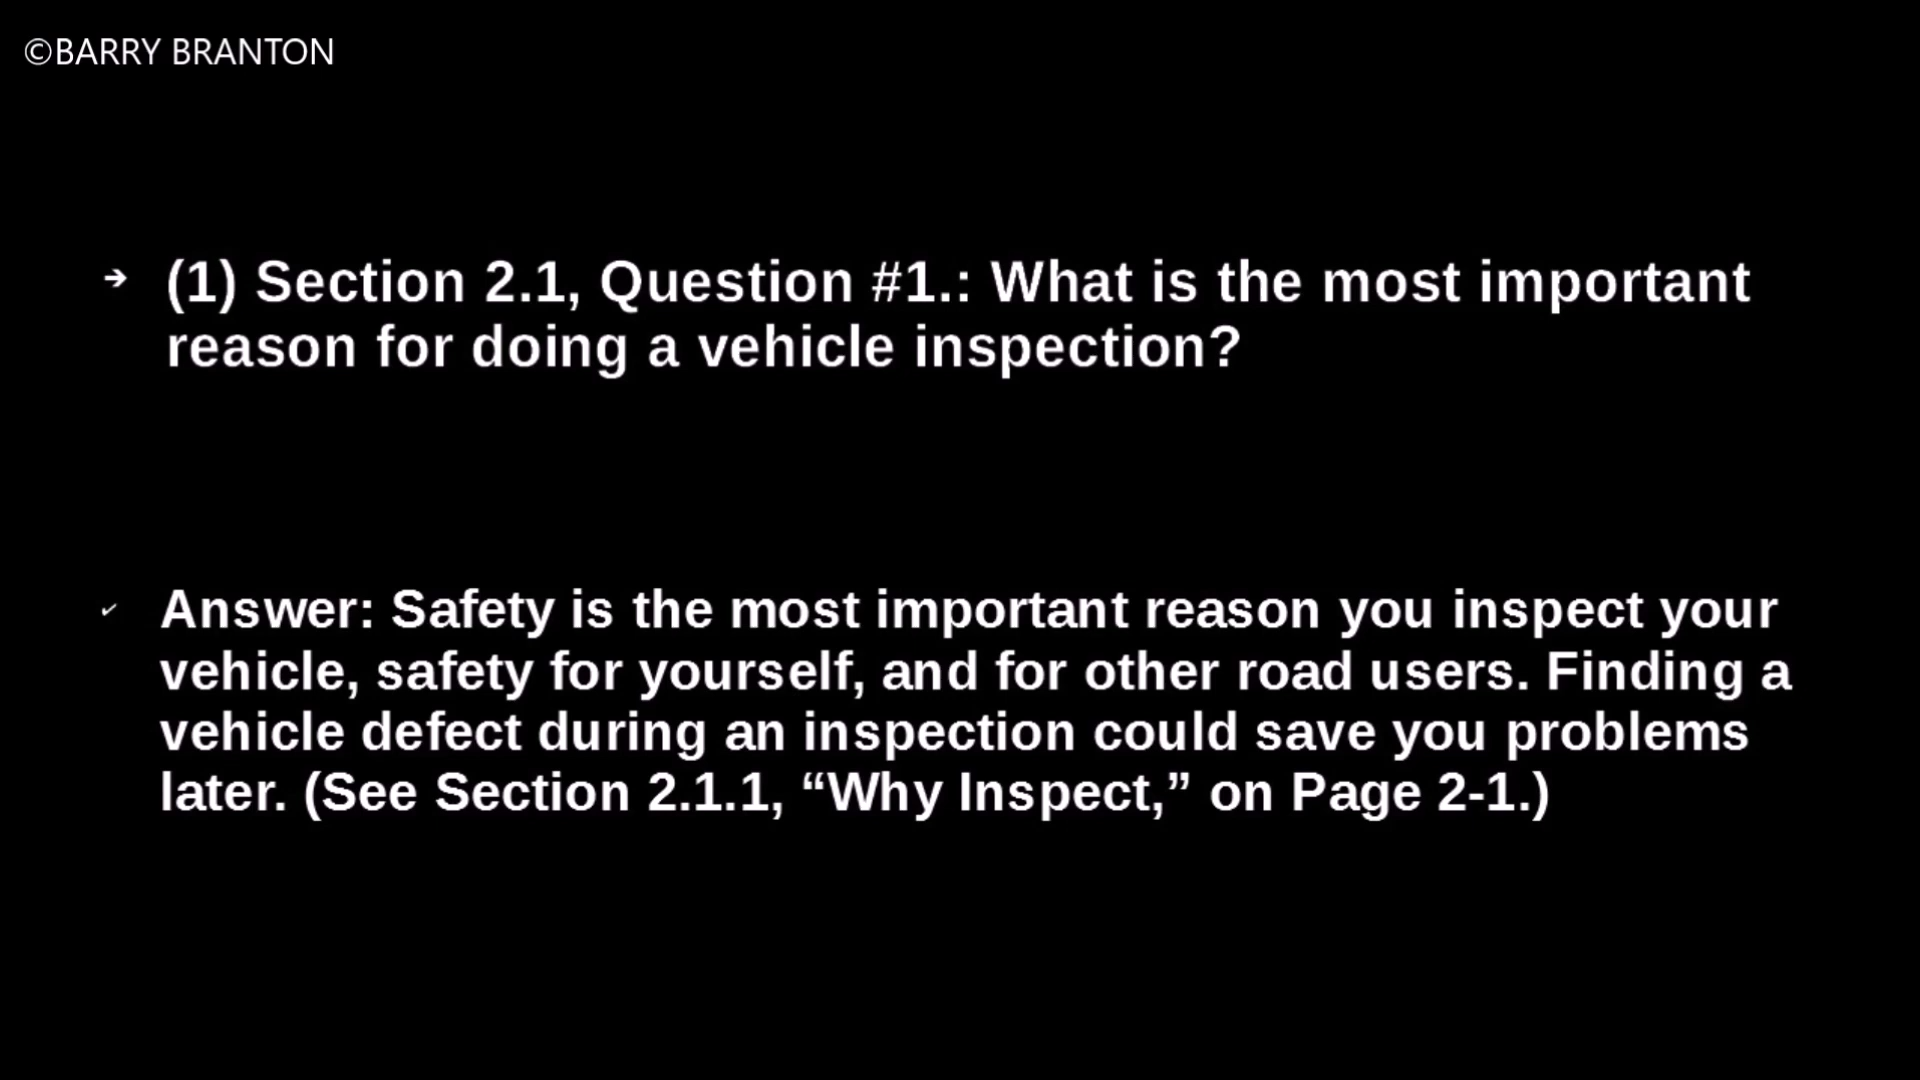 ©BARRY BRANTON
➔ (1) Section 2.1, Question #1.: What is the most important
reason for doing a vehicle inspection?
✓ Answer: Safety is the most important reason you inspect your
vehicle, safety for yourself, and for other road users. Finding a
vehicle defect during an inspection could save you problems
later. (See Section 2.1.1, “Why Inspect,” on Page 2-1.)